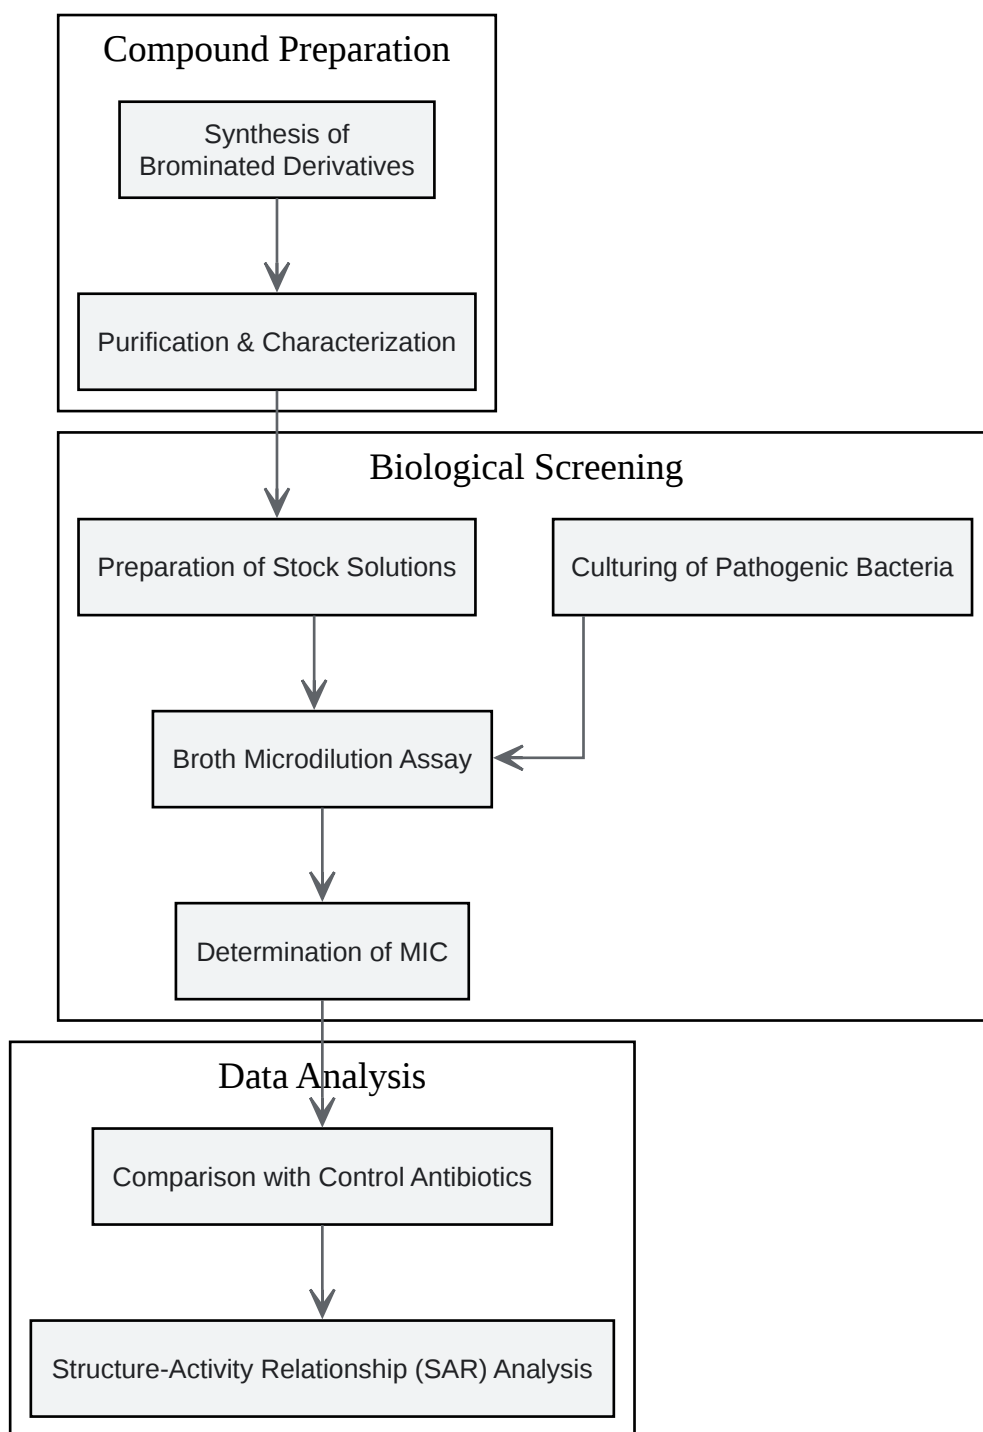 Compound Preparation
Synthesis of
Brominated Derivatives
Purification & Characterization
Biological Screening
Preparation of Stock Solutions
Culturing of Pathogenic Bacteria
Broth Microdilution Assay
Determination of MIC
Data Analysis
Comparison with Control Antibiotics
Structure-Activity Relationship (SAR) Analysis